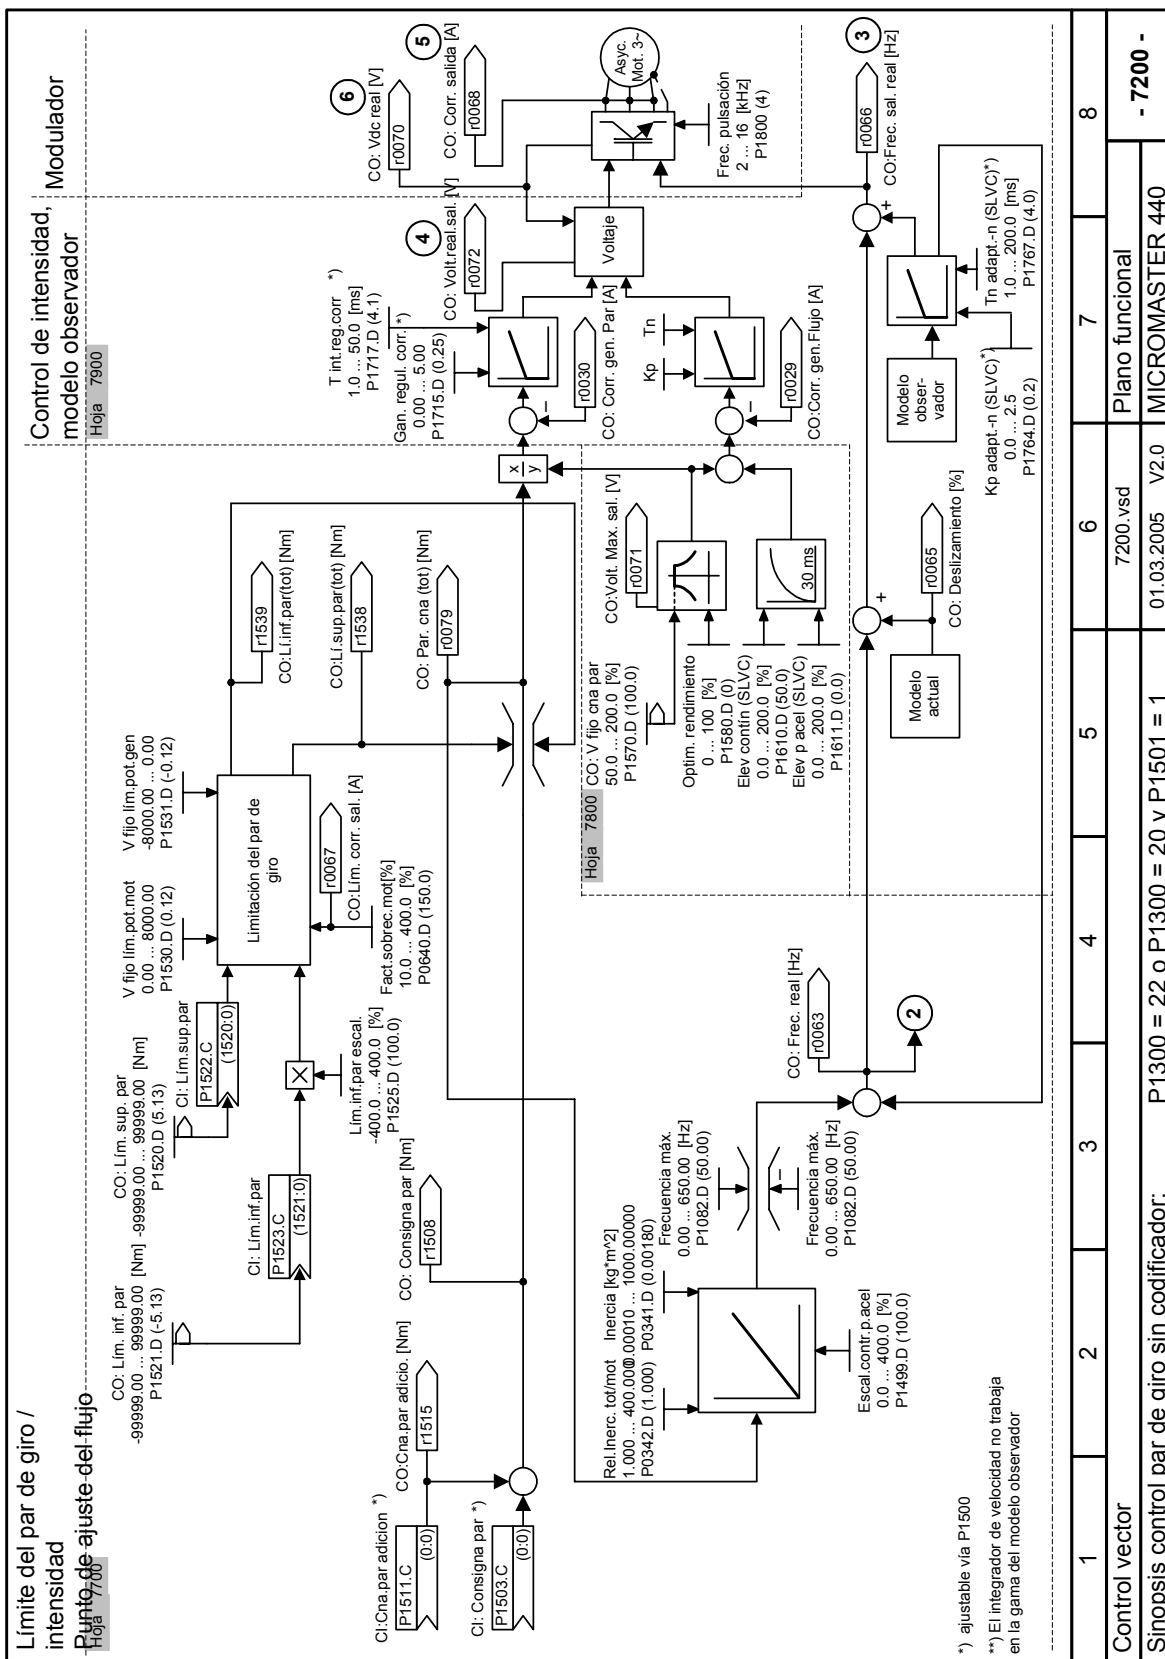 Límite del par de giro /
intensidad
Punto de ajuste del flujo
Hoja 7700
Control de intensidad,
modelo observador
Hoja 7900
Modulador
CO: Lím. inf. par
-99999.00 ... 99999.00 [Nm]
P1521.D (-5.13)
CO: Lím. sup. par
-99999.00 ... 99999.00 [Nm]
P1520.D (5.13)
CI: Lím.inf.par
P1523.C
(1521:0)
CI: Lím.sup.par
P1522.C
(1520:0)
Lím.inf.par escal.
-400.0 ... 400.0 [%]
P1525.D (100.0)
V fijo lím.pot.mot
0.00 ... 8000.00
P1530.D (0.12)
V fijo lím.pot.gen
-8000.00 ... 0.00
P1531.D (-0.12)
Limitación del par de
giro
r0067
CO:Lím. corr. sal. [A]
Fact.sobrec.mot[%]
10.0 ... 400.0 [%]
P0640.D (150.0)
r1539
CO:Lí.inf.par(tot) [Nm]
CO:Lí.sup.par(tot) [Nm]
r1538
CO: Par. cna (tot) [Nm]
r0079
CI:Cna.par adicion *)
P1511.C
(0:0)
CO:Cna.par adicio. [Nm]
r1515
CI: Consigna par *)
P1503.C
(0:0)
CO: Consigna par [Nm]
r1508
x
y
T int.reg.corr *)
1.0 ... 50.0 [ms]
P1717.D (4.1)
Gan. regul. corr. *)
0.00 ... 5.00
P1715.D (0.25)
r0030
CO: Corr. gen. Par [A]
Kp
Tn
r0029
CO:Corr. gen.Flujo [A]
CO: Volt.real.sal. [V]
r0072
4
Voltaje
6
CO: Vdc real [V]
r0070
5
CO: Corr. salida [A]
r0068
Asyc.
Mot. 3~
Frec. pulsación
2 ... 16 [kHz]
P1800 (4)
Hoja 7800
CO: V fijo cna par
50.0 ... 200.0 [%]
P1570.D (100.0)
CO:Volt. Max. sal. [V]
r0071
Optim. rendimiento
0 ... 100 [%]
P1580.D (0)
Elev contín (SLVC)
0.0 ... 200.0 [%]
P1610.D (50.0)
Elev p acel (SLVC)
0.0 ... 200.0 [%]
P1611.D (0.0)
30 ms
Rel.Inerc. tot/mot
1.000 ... 400.000
P0342.D (1.000)
Inercia [kg*m^2]
0.00010 ... 1000.00000
P0341.D (0.00180)
Escal.contr.p.acel
0.0 ... 400.0 [%]
P1499.D (100.0)
Frecuencia máx.
0.00 ... 650.00 [Hz]
P1082.D (50.00)
–
Frecuencia máx.
0.00 ... 650.00 [Hz]
P1082.D (50.00)
CO: Frec. real [Hz]
r0063
2
Modelo
actual
+
r0065
CO: Deslizamiento [%]
Modelo
obser-
vador
Kp adapt.-n (SLVC)*)
0.0 ... 2.5
P1764.D (0.2)
Tn adapt.-n (SLVC)*)
1.0 ... 200.0 [ms]
P1767.D (4.0)
+
3
r0066
CO:Frec. sal. real [Hz]
*) ajustable vía P1500
**) El integrador de velocidad no trabaja
en la gama del modelo observador
1 2 3 4 5 6 7 8
Control vector
7200.vsd
Plano funcional
- 7200 -
Sinopsis control par de giro sin codificador:
P1300 = 22 o P1300 = 20 y P1501 = 1
01.03.2005 V2.0
MICROMASTER 440